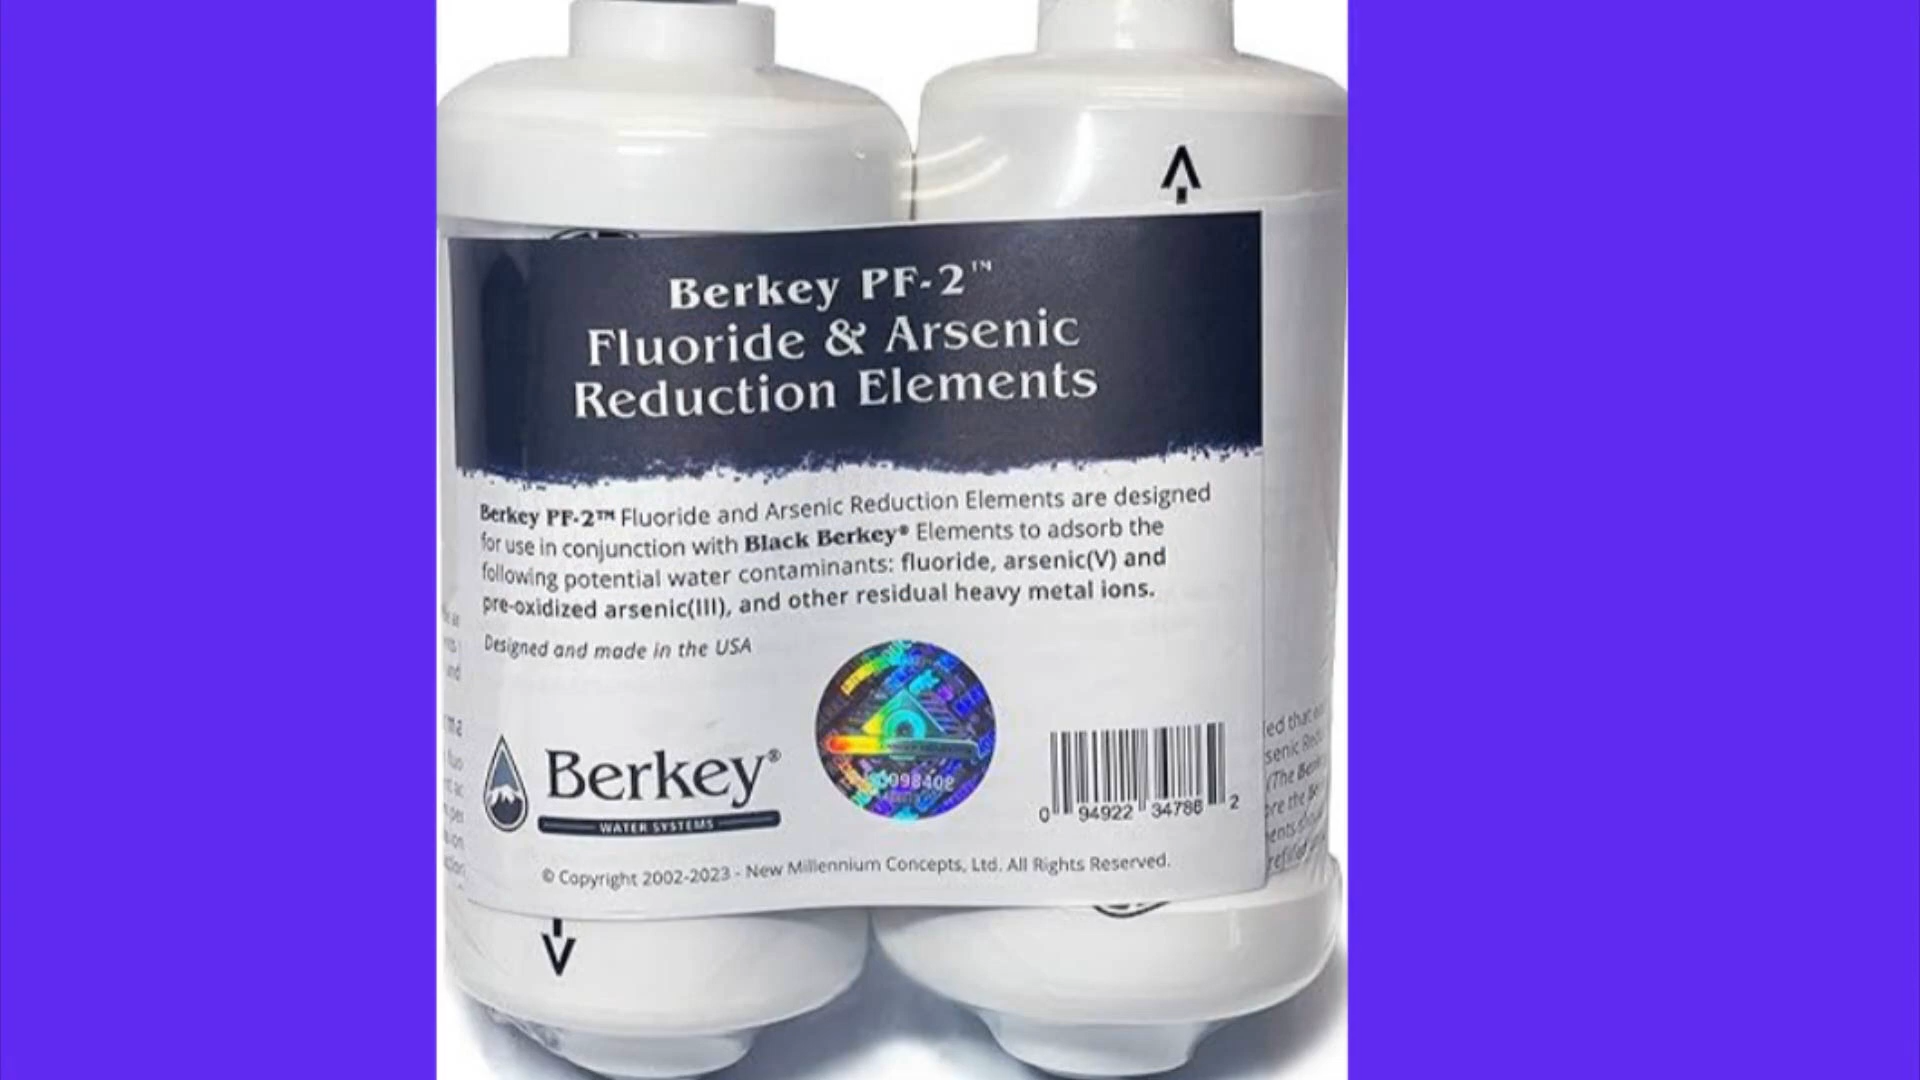 Berkey PF-2™
Fluoride & Arsenic
Reduction Elements
Berkey PF-2™ Fluoride and Arsenic Reduction Elements are designed
for use in conjunction with Black Berkey® Elements to adsorb the
following potential water contaminants: fluoride, arsenic(V) and
pre-oxidized arsenic(III), and other residual heavy metal ions.
Designed and made in the USA
Berkey®
WATER SYSTEMS
0 94922 34786 2
© Copyright 2002-2023 - New Millennium Concepts, Ltd. All Rights Reserved.